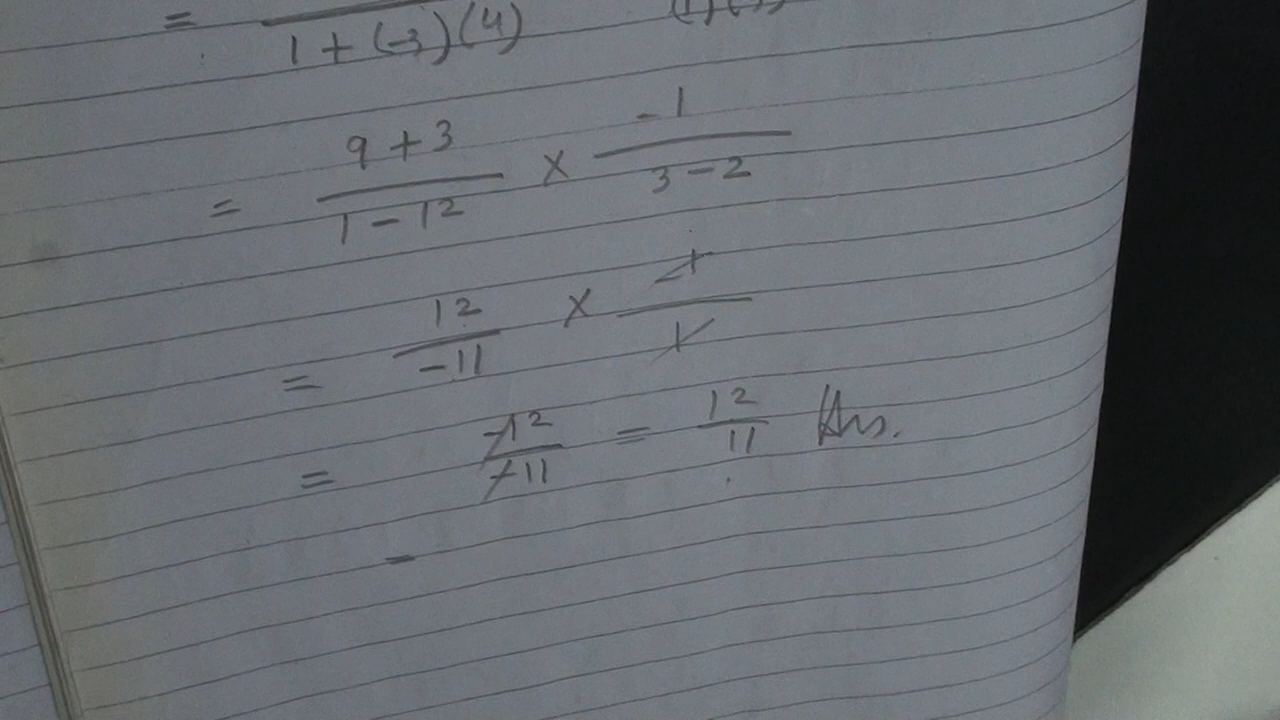 = / 1 + (-3)(4)
= 9 + 3 / 1 - 12 × -1 / 3 - 2
= 12 / -11 × -1 / 1
= -12 / -11 = 12 / 11 Ans.
-